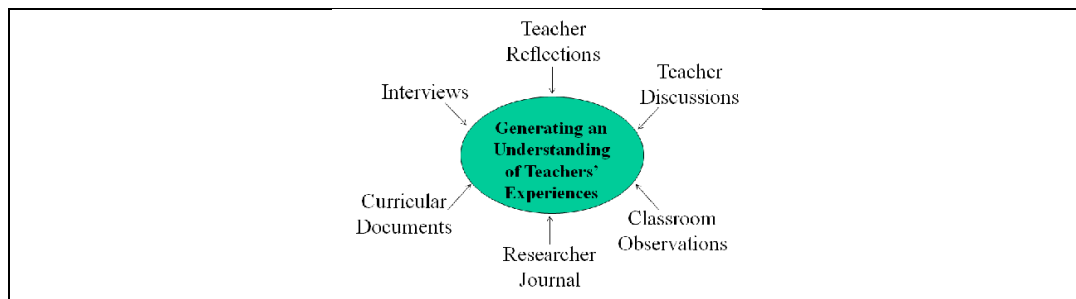 Teacher
Reflections
Teacher
Discussions
Interviews
Generating an
Understanding
of Teachers'
Experiences
Curricular
Documents
Classroom
Observations
Researcher
Journal